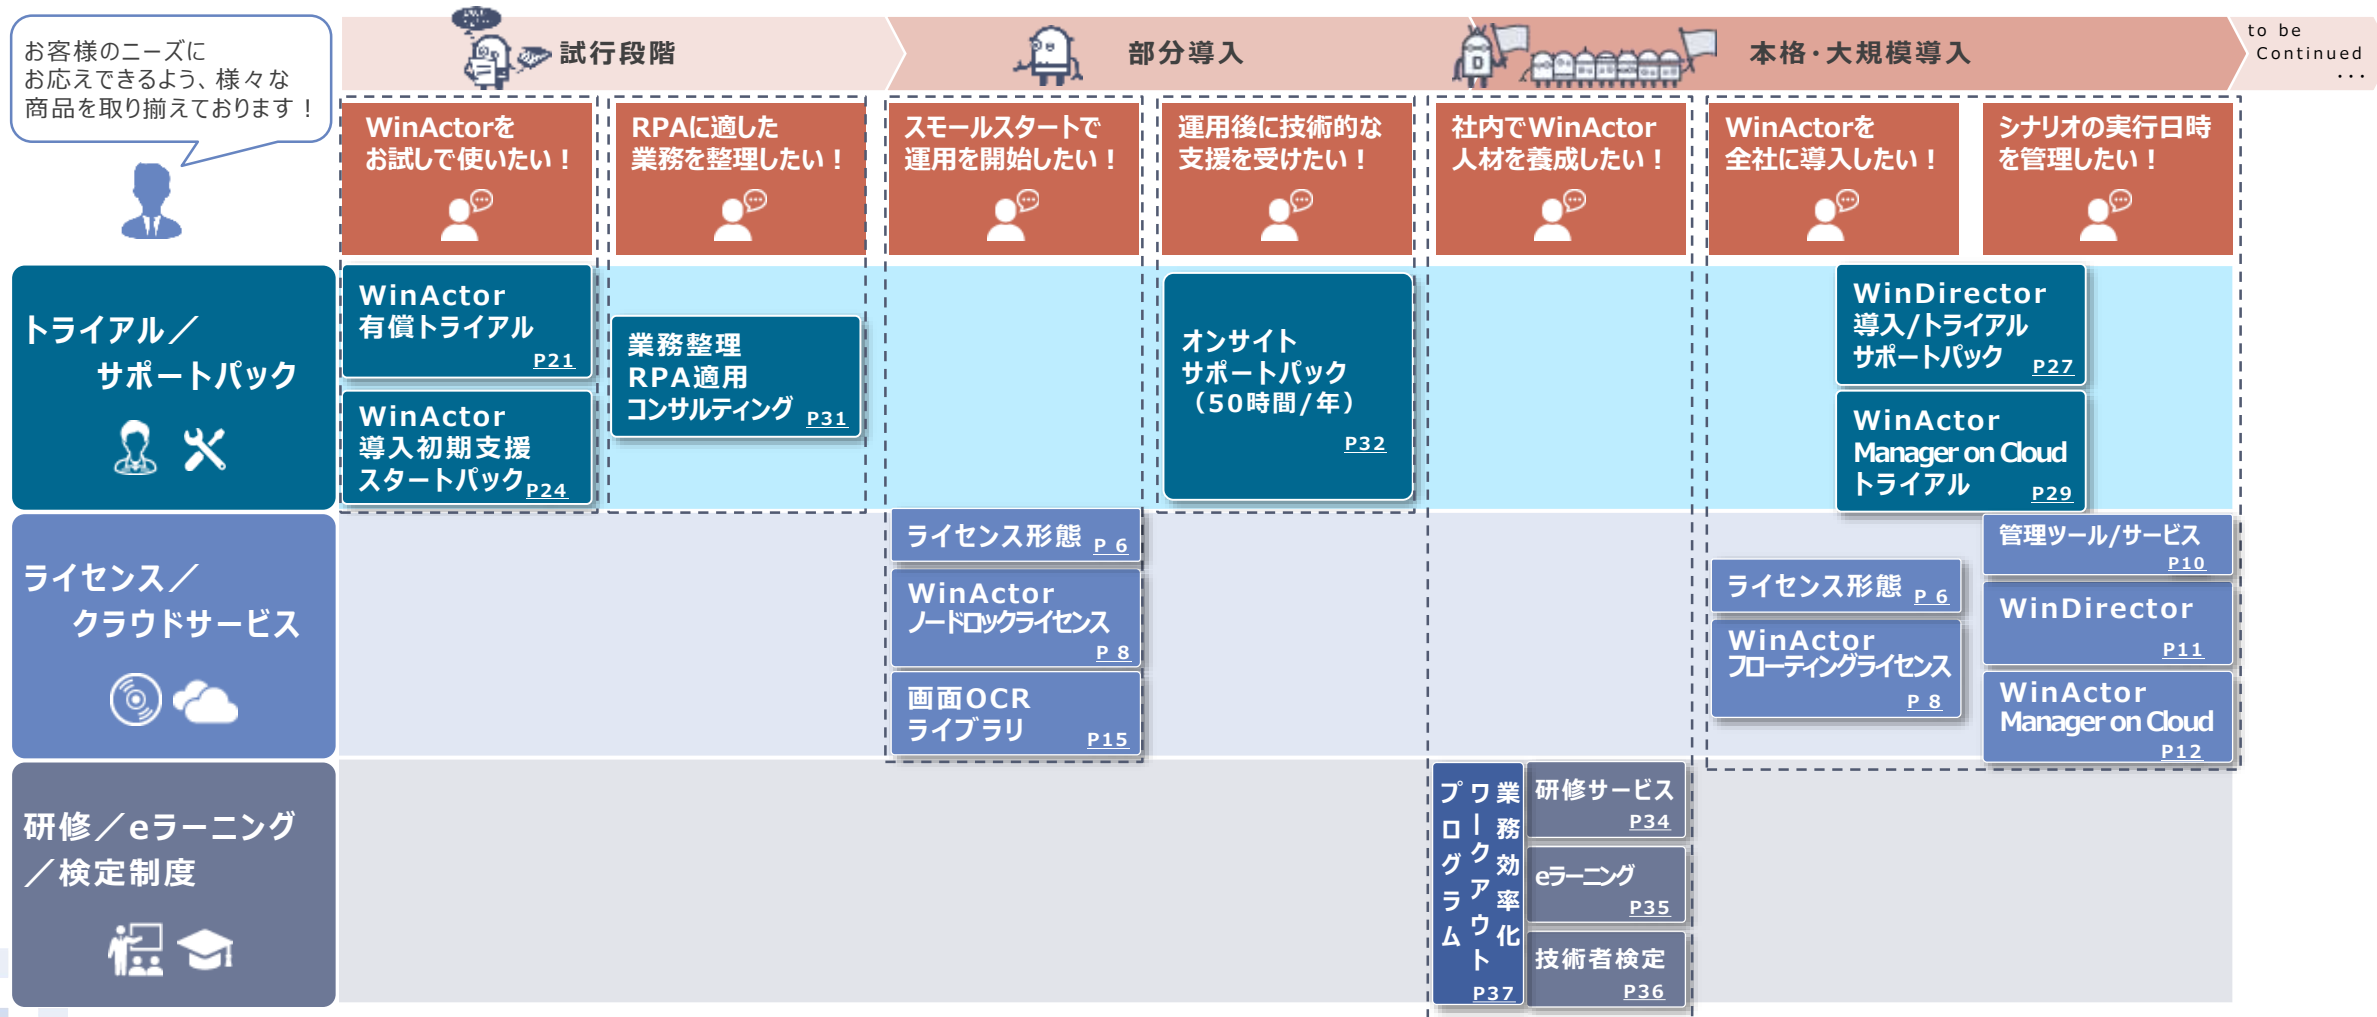 お客様のニーズに
お応えできるよう、様々な
商品を取り揃えております！
試行段階
部分導入
本格・大規模導入
to be
Continued
・・・
WinActorを
お試しで使いたい！
RPAに適した
業務を整理したい！
スモールスタートで
運用を開始したい！
運用後に技術的な
支援を受けたい！
社内でWinActor
人材を養成したい！
WinActorを
全社に導入したい！
シナリオの実行日時
を管理したい！
トライアル／
サポートパック
WinActor
有償トライアル
P21
WinActor
導入初期支援
スタートパック P24
業務整理
RPA適用
コンサルティング P31
オンサイト
サポートパック
（50時間/年）
P32
WinDirector
導入/トライアル
サポートパック P27
WinActor
Manager on Cloud
トライアル P29
ライセンス／
クラウドサービス
ライセンス形態 P 6
WinActor
ノードロックライセンス
P 8
画面OCR
ライブラリ P15
ライセンス形態 P 6
WinActor
フローティングライセンス
P 8
管理ツール/サービス
P10
WinDirector
P11
WinActor
Manager on Cloud
P12
研修／eラーニング
／検定制度
業務効率化
ワークアウト
プログラム
P37
研修サービス
P34
eラーニング
P35
技術者検定
P36